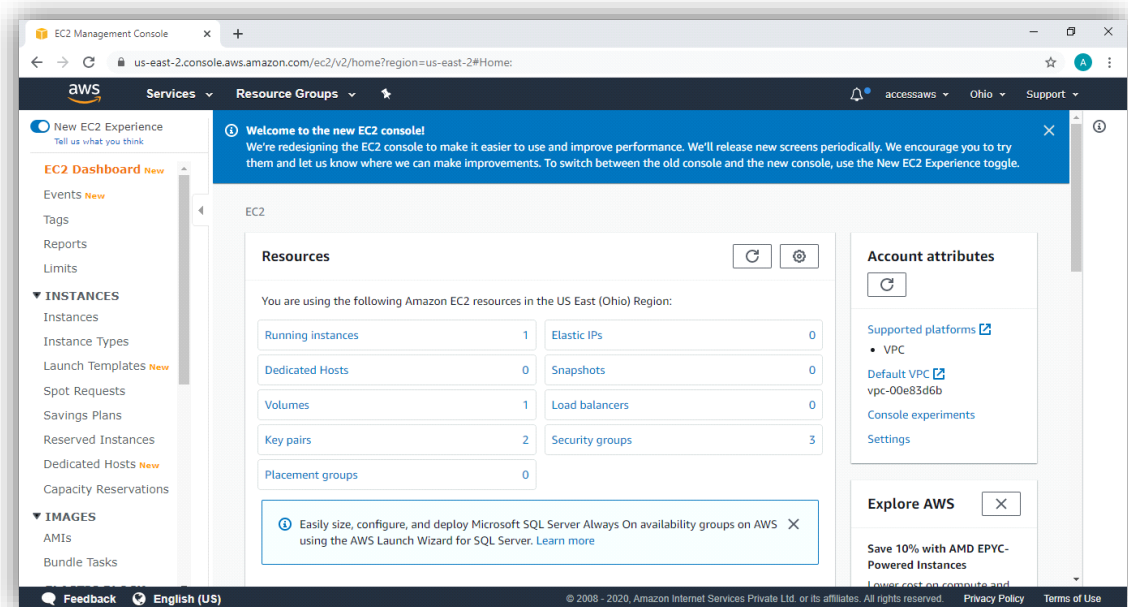 EC2 Management Console
us-east-2.console.aws.amazon.com/ec2/v2/home?region=us-east-2#Home:
A
aws Services Resource Groups accessaws Ohio Support
New EC2 Experience
Tell us what you think
EC2 Dashboard New
Events New
Tags
Reports
Limits
INSTANCES
Instances
Instance Types
Launch Templates New
Spot Requests
Savings Plans
Reserved Instances
Dedicated Hosts New
Capacity Reservations
IMAGES
AMIs
Bundle Tasks
Welcome to the new EC2 console!
We're redesigning the EC2 console to make it easier to use and improve performance. We'll release new screens periodically. We encourage you to try
them and let us know where we can make improvements. To switch between the old console and the new console, use the New EC2 Experience toggle.
EC2
Resources
You are using the following Amazon EC2 resources in the US East (Ohio) Region:
Running instances 1
Elastic IPs 0
Dedicated Hosts 0
Snapshots 0
Volumes 1
Load balancers 0
Key pairs 2
Security groups 3
Placement groups 0
Easily size, configure, and deploy Microsoft SQL Server Always On availability groups on AWS
using the AWS Launch Wizard for SQL Server. Learn more
Account attributes
Supported platforms
• VPC
Default VPC
vpc-00e83d6b
Console experiments
Settings
Explore AWS
Save 10% with AMD EPYC-
Powered Instances
Lower cost on compute and
Feedback English (US) © 2008 - 2020, Amazon Internet Services Private Ltd. or its affiliates. All rights reserved. Privacy Policy Terms of Use